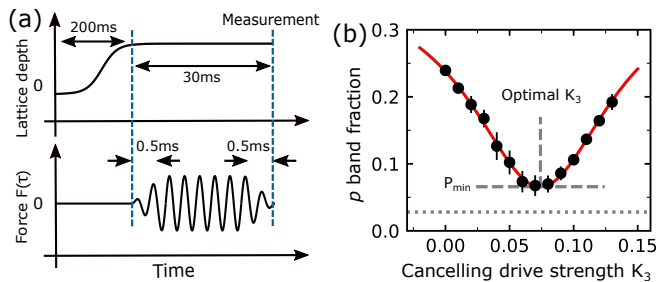 (a)
Measurement
200ms
Lattice depth
0
30ms
0.5ms
0.5ms
Force F(τ)
0
Time
(b)
p band fraction
0.3
0.2
0.1
0.0
Optimal K₃
Pₘᵢₙ
0.00
0.05
0.10
0.15
Cancelling drive strength K₃